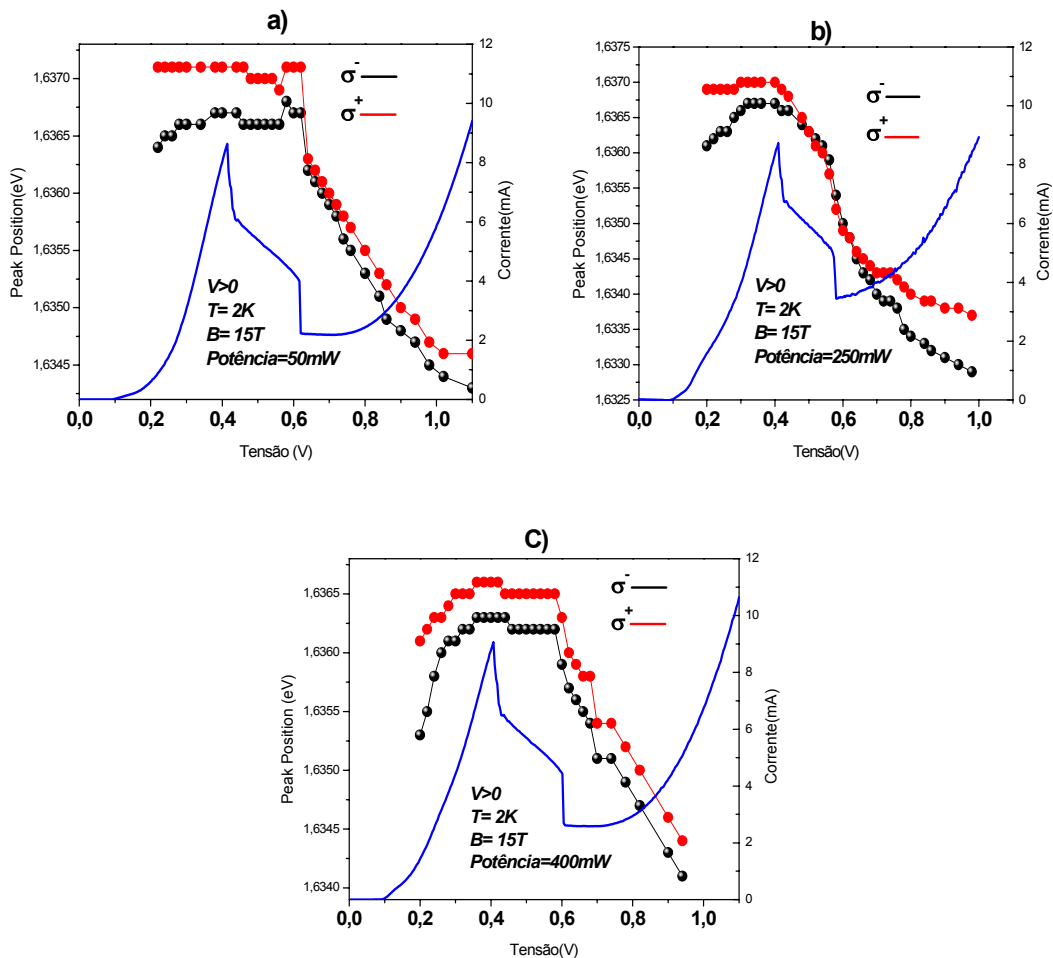 a)
1,6370
1,6365
1,6360
1,6355
1,6350
1,6345
Peak Position(eV)
12
10
8
6
4
2
0
Corrente(mA)
σ-
σ+
V>0
T= 2K
B= 15T
Potência=50mW
0,0 0,2 0,4 0,6 0,8 1,0
Tensão (V)
b)
1,6375
1,6370
1,6365
1,6360
1,6355
1,6350
1,6345
1,6340
1,6335
1,6330
1,6325
Peak Position(eV)
12
10
8
6
4
2
0
Corrente(mA)
σ-
σ+
V>0
T= 2K
B= 15T
Potência=250mW
0,0 0,2 0,4 0,6 0,8 1,0
Tensão(V)
C)
1,6365
1,6360
1,6355
1,6350
1,6345
1,6340
Peak Position (eV)
12
10
8
6
4
2
0
Corrente(mA)
σ-
σ+
V>0
T= 2K
B= 15T
Potência=400mW
0,0 0,2 0,4 0,6 0,8 1,0
Tensão(V)